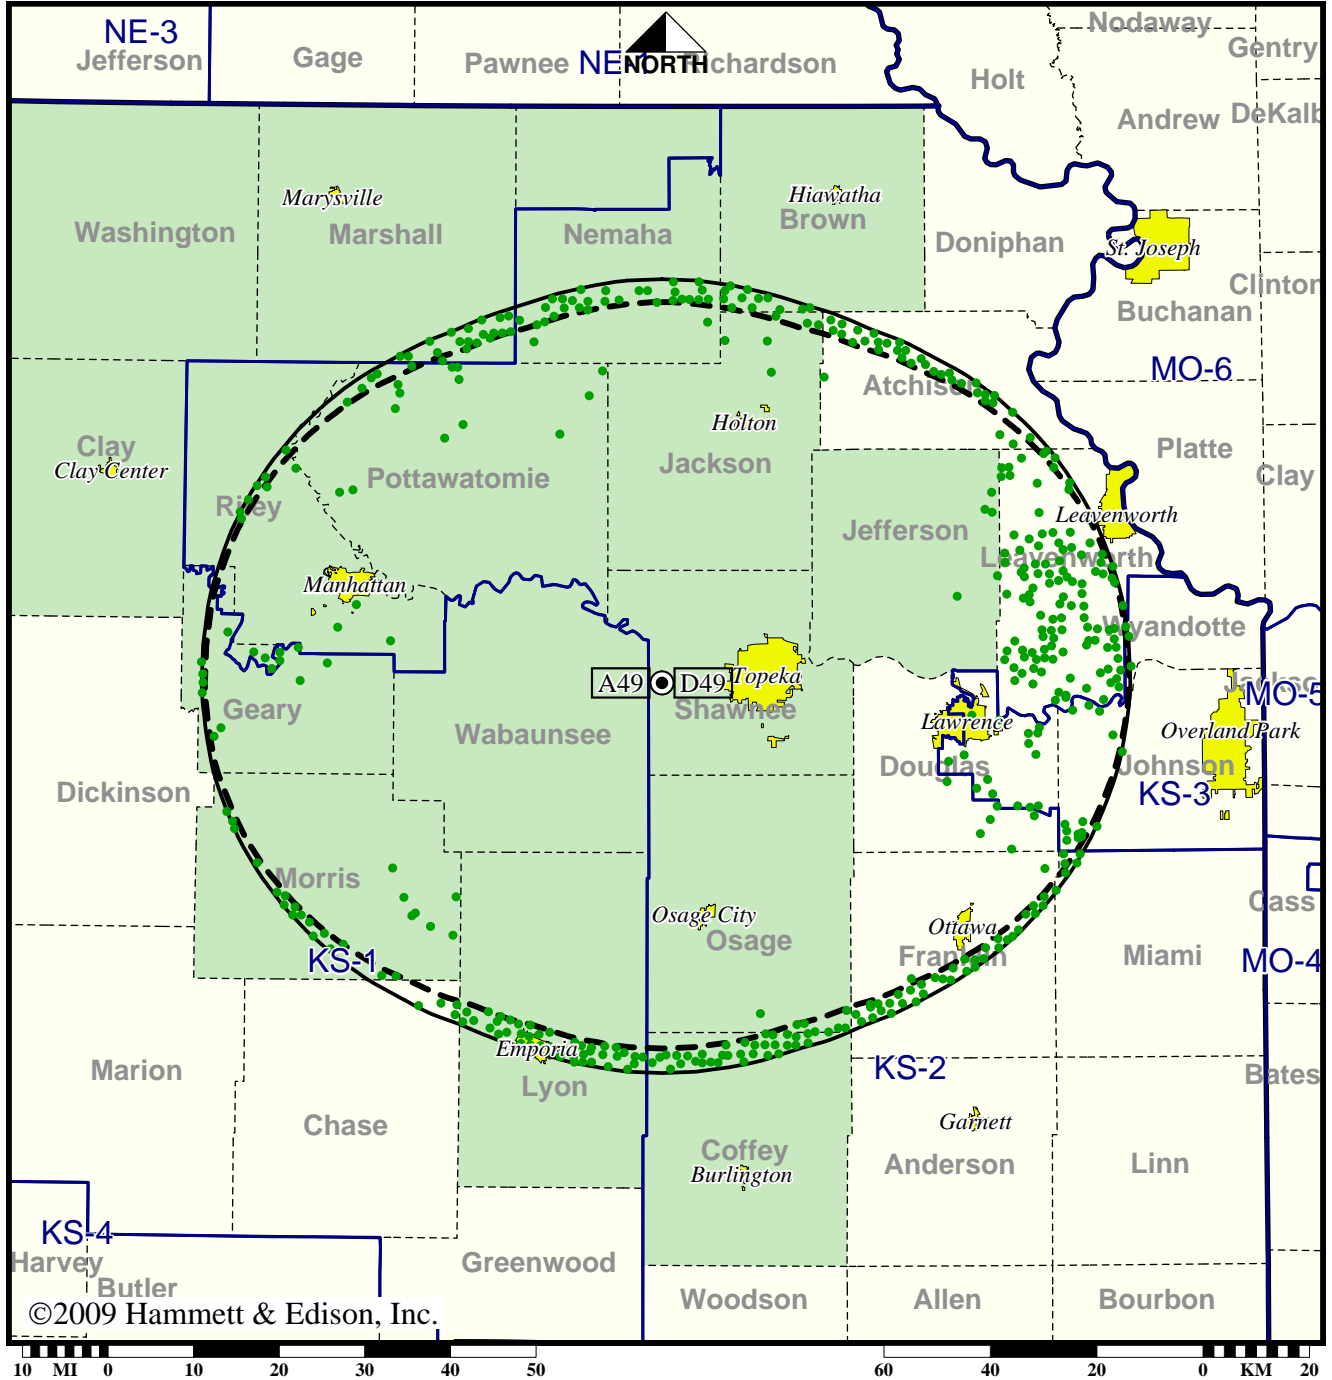 NE-3
Jefferson
Gage
Pawnee
NE-1
NORTH
Richardson
Nodaway
Gentry
Holt
Andrew
DeKalb
Marysville
Hiawatha
Washington
Marshall
Nemaha
Brown
Doniphan
St. Joseph
Clinton
Buchanan
MO-6
Atchison
Holton
Clay
Clay Center
Pottawatomie
Jackson
Platte
Clay
Riley
Jefferson
Leavenworth
Leavenworth
Manhattan
Wyandotte
A49
D49
Topeka
Jackson
MO-5
Geary
Shawnee
Wabaunsee
Lawrence
Overland Park
Douglas
Johnson
Dickinson
KS-3
Morris
Osage City
Osage
Ottawa
Franklin
Cass
Miami
KS-1
MO-4
Emporia
Marion
Lyon
KS-2
Bates
Chase
Garnett
Coffey
Burlington
Anderson
Linn
KS-4
Harvey
Butler
Greenwood
Woodson
Allen
Bourbon
©2009 Hammett & Edison, Inc.
10 MI 0 10 20 30 40 50 60 40 20 0 KM 20